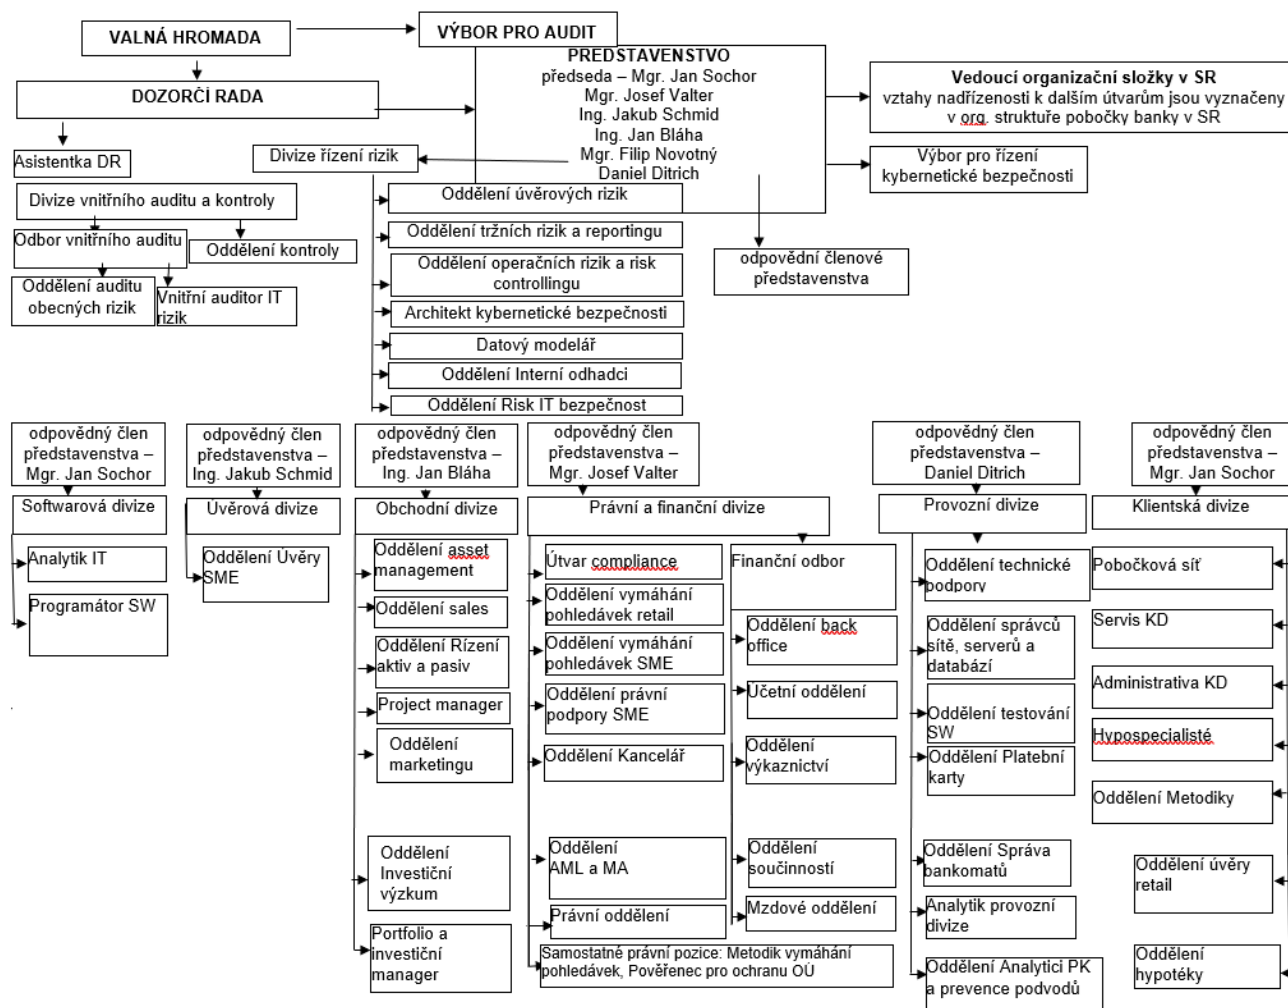 VALNÁ HROMADA
VÝBOR PRO AUDIT
DOZORČÍ RADA
PREDSTAVENSTVO
předseda – Mgr. Jan Sochor
Mgr. Josef Valter
Ing. Jakub Schmid
Ing. Jan Bláha
Mgr. Filip Novotný
Daniel Ditrich
Vedoucí organizační složky v SR
vztahy nadřízenosti k dalším útvarům jsou vyznačeny
v org. struktuře pobočky banky v SR
Výbor pro řízení
kybernetické bezpečnosti
odpovědní členové
představenstva
Asistentka DR
Divize vnitřního auditu a kontroly
Odbor vnitřního auditu
Oddělení kontroly
Oddělení auditu
obecných rizik
Vnitřní auditor IT
rizik
Divize řízení rizik
Oddělení úvěrových rizik
Oddělení tržních rizik a reportingu
Oddělení operačních rizik a risk
controllingu
Architekt kybernetické bezpečnosti
Datový modelář
Oddělení Interní odhadci
Oddělení Risk IT bezpečnost
odpovědný člen
představenstva –
Mgr. Jan Sochor
Softwarová divize
Analytik IT
Programátor SW
odpovědný člen
představenstva –
Ing. Jakub Schmid
Úvěrová divize
Oddělení Úvěry
SME
odpovědný člen
představenstva –
Ing. Jan Bláha
Obchodní divize
Oddělení asset
management
Oddělení sales
Oddělení Rízení
aktiv a pasiv
Project manager
Oddělení
marketingu
Oddělení
Investiční
výzkum
Portfolio a
investiční
manager
odpovědný člen
představenstva –
Mgr. Josef Valter
Právní a finanční divize
Útvar compliance
Oddělení vymáhání
pohledávek retail
Oddělení vymáhání
pohledávek SME
Oddělení právní
podpory SME
Oddělení Kancelář
Oddělení
AML a MA
Právní oddělení
Samostatné právní pozice: Metodik vymáhání
pohledávek, Pověřenec pro ochranu OÚ
Finanční odbor
Oddělení back
office
Účetní oddělení
Oddělení
výkaznictví
Oddělení
součinností
Mzdové oddělení
odpovědný člen
představenstva –
Daniel Ditrich
Provozní divize
Oddělení technické
podpory
Oddělení správců
sítě, serverů a
databází
Oddělení testování
SW
Oddělení Platební
karty
Oddělení Správa
bankomatů
Analytik provozní
divize
Oddělení Analytici PK
a prevence podvodů
odpovědný člen
představenstva –
Mgr. Jan Sochor
Klientská divize
Pobočková síť
Servis KD
Administrativa KD
Hypospecialisté
Oddělení Metodiky
Oddělení úvěry
retail
Oddělení
hypotéky